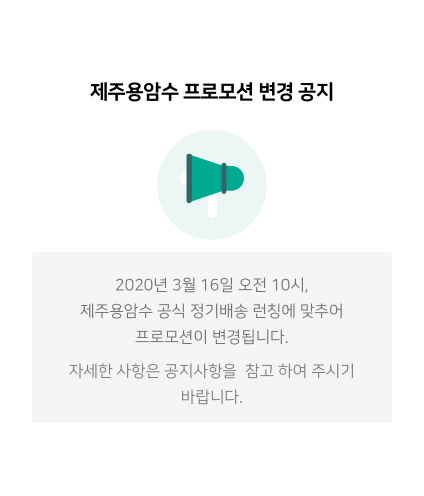 제주용암수 프로모션 변경 공지
2020년 3월 16일 오전 10시,
제주용암수 공식 정기배송 런칭에 맞추어
프로모션이 변경됩니다.
자세한 사항은 공지사항을  참고 하여 주시기
바랍니다.